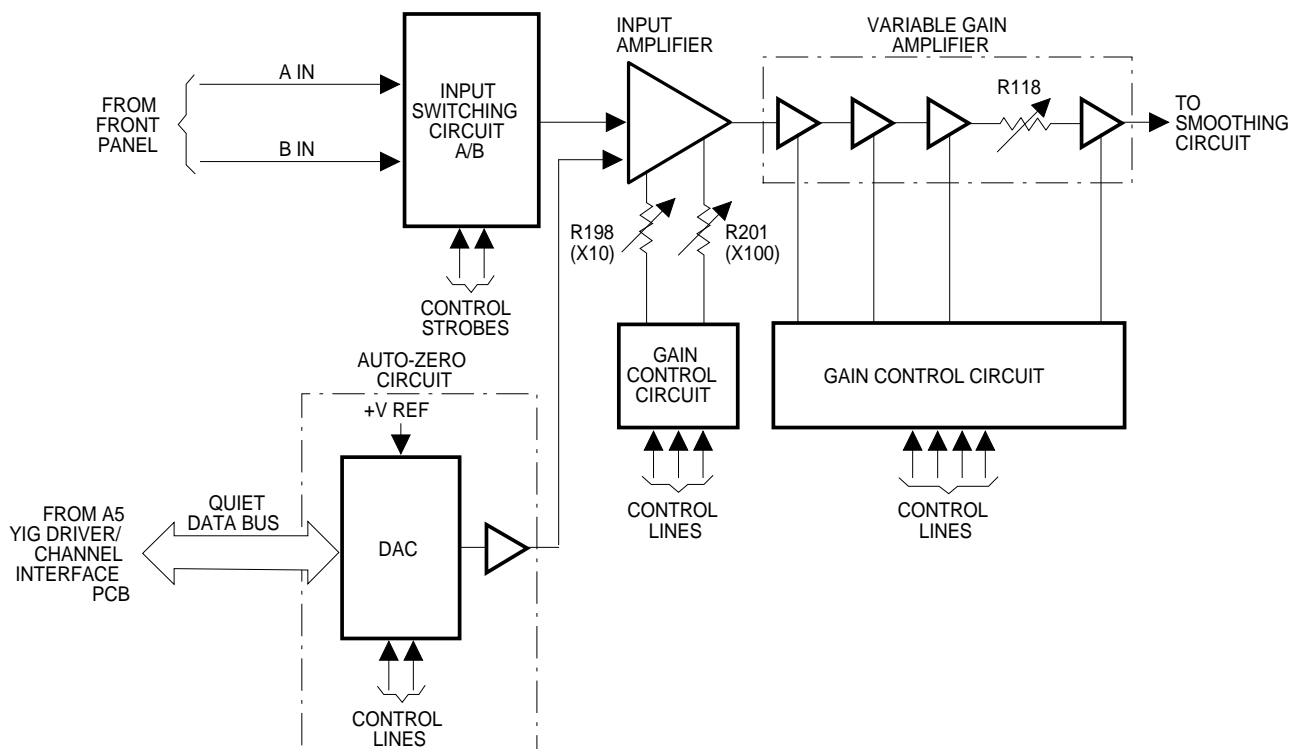 INPUT
AMPLIFIER
VARIABLE GAIN
AMPLIFIER
A IN
B IN
FROM
FRONT
PANEL
INPUT
SWITCHING
CIRCUIT
A/B
R118
TO
SMOOTHING
CIRCUIT
R198
(X10)
R201
(X100)
CONTROL
STROBES
GAIN
CONTROL
CIRCUIT
GAIN CONTROL CIRCUIT
AUTO-ZERO
CIRCUIT
+V REF
CONTROL
LINES
CONTROL
LINES
QUIET
DATA BUS
FROM A5
YIG DRIVER/
CHANNEL
INTERFACE
PCB
DAC
CONTROL
LINES